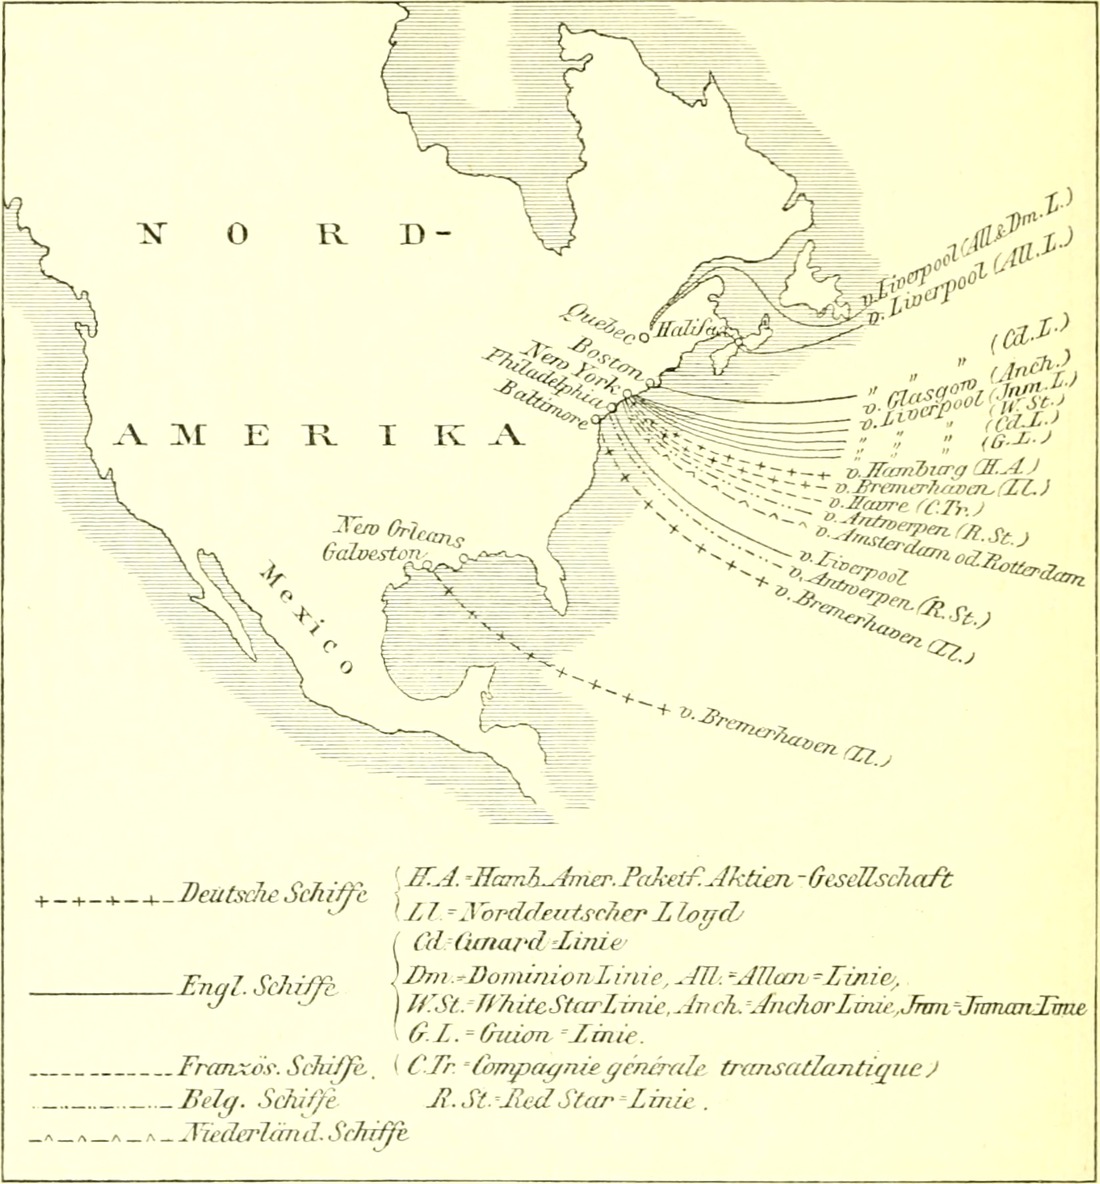 NORD-
AMERIKA
Mexico
Quebec
Halifax
Boston
New York
Philadelphia
Baltimore
New Orleans
Galveston
v. Liverpool (All & Dm. L.)
v. Liverpool (All. L.)
" " " (Cd. L.)
v. Glasgow (Anch.)
v. Liverpool (Jnm. L.)
" " " (W. St.)
" " " (Cd. L.)
" " " (G. L.)
v. Hamburg (H. A.)
v. Bremerhaven (Ll.)
v. Havre (C. Tr.)
v. Antwerpen (R. St.)
v. Amsterdam od. Rotterdam
v. Liverpool
v. Antwerpen (R. St.)
v. Bremerhaven (Ll.)
v. Bremerhaven (Ll.)
Deutsche Schiffe
H. A. = Hamb. Amer. Paketf. Aktien-Gesellschaft
Ll. = Norddeutscher Lloyd
Engl. Schiffe
Cd = Cunard = Linie
Dm. = Dominion Linie, All. = Allan = Linie,
W. St. = White Star Linie, Anch. = Anchor Linie, Jnm = Jnman = Linie
G. L. = Guion = Linie.
Französ. Schiffe. (C. Tr. = Compagnie générale transatlantique)
Belg. Schiffe R. St. = Red Star = Linie.
Niederländ. Schiffe